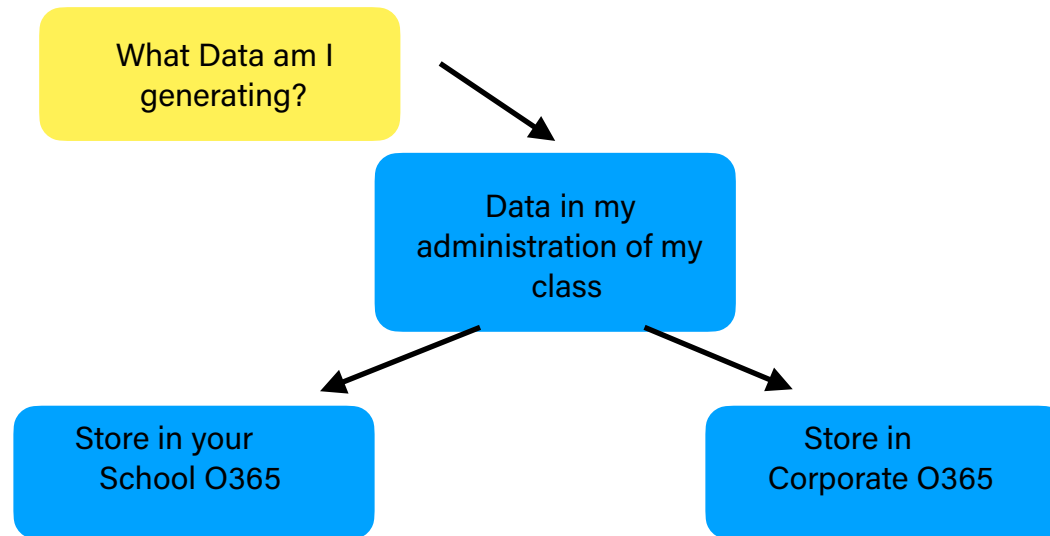 What Data am I
generating?
Data in my
administration of my
class
Store in your
School O365
Store in
Corporate O365